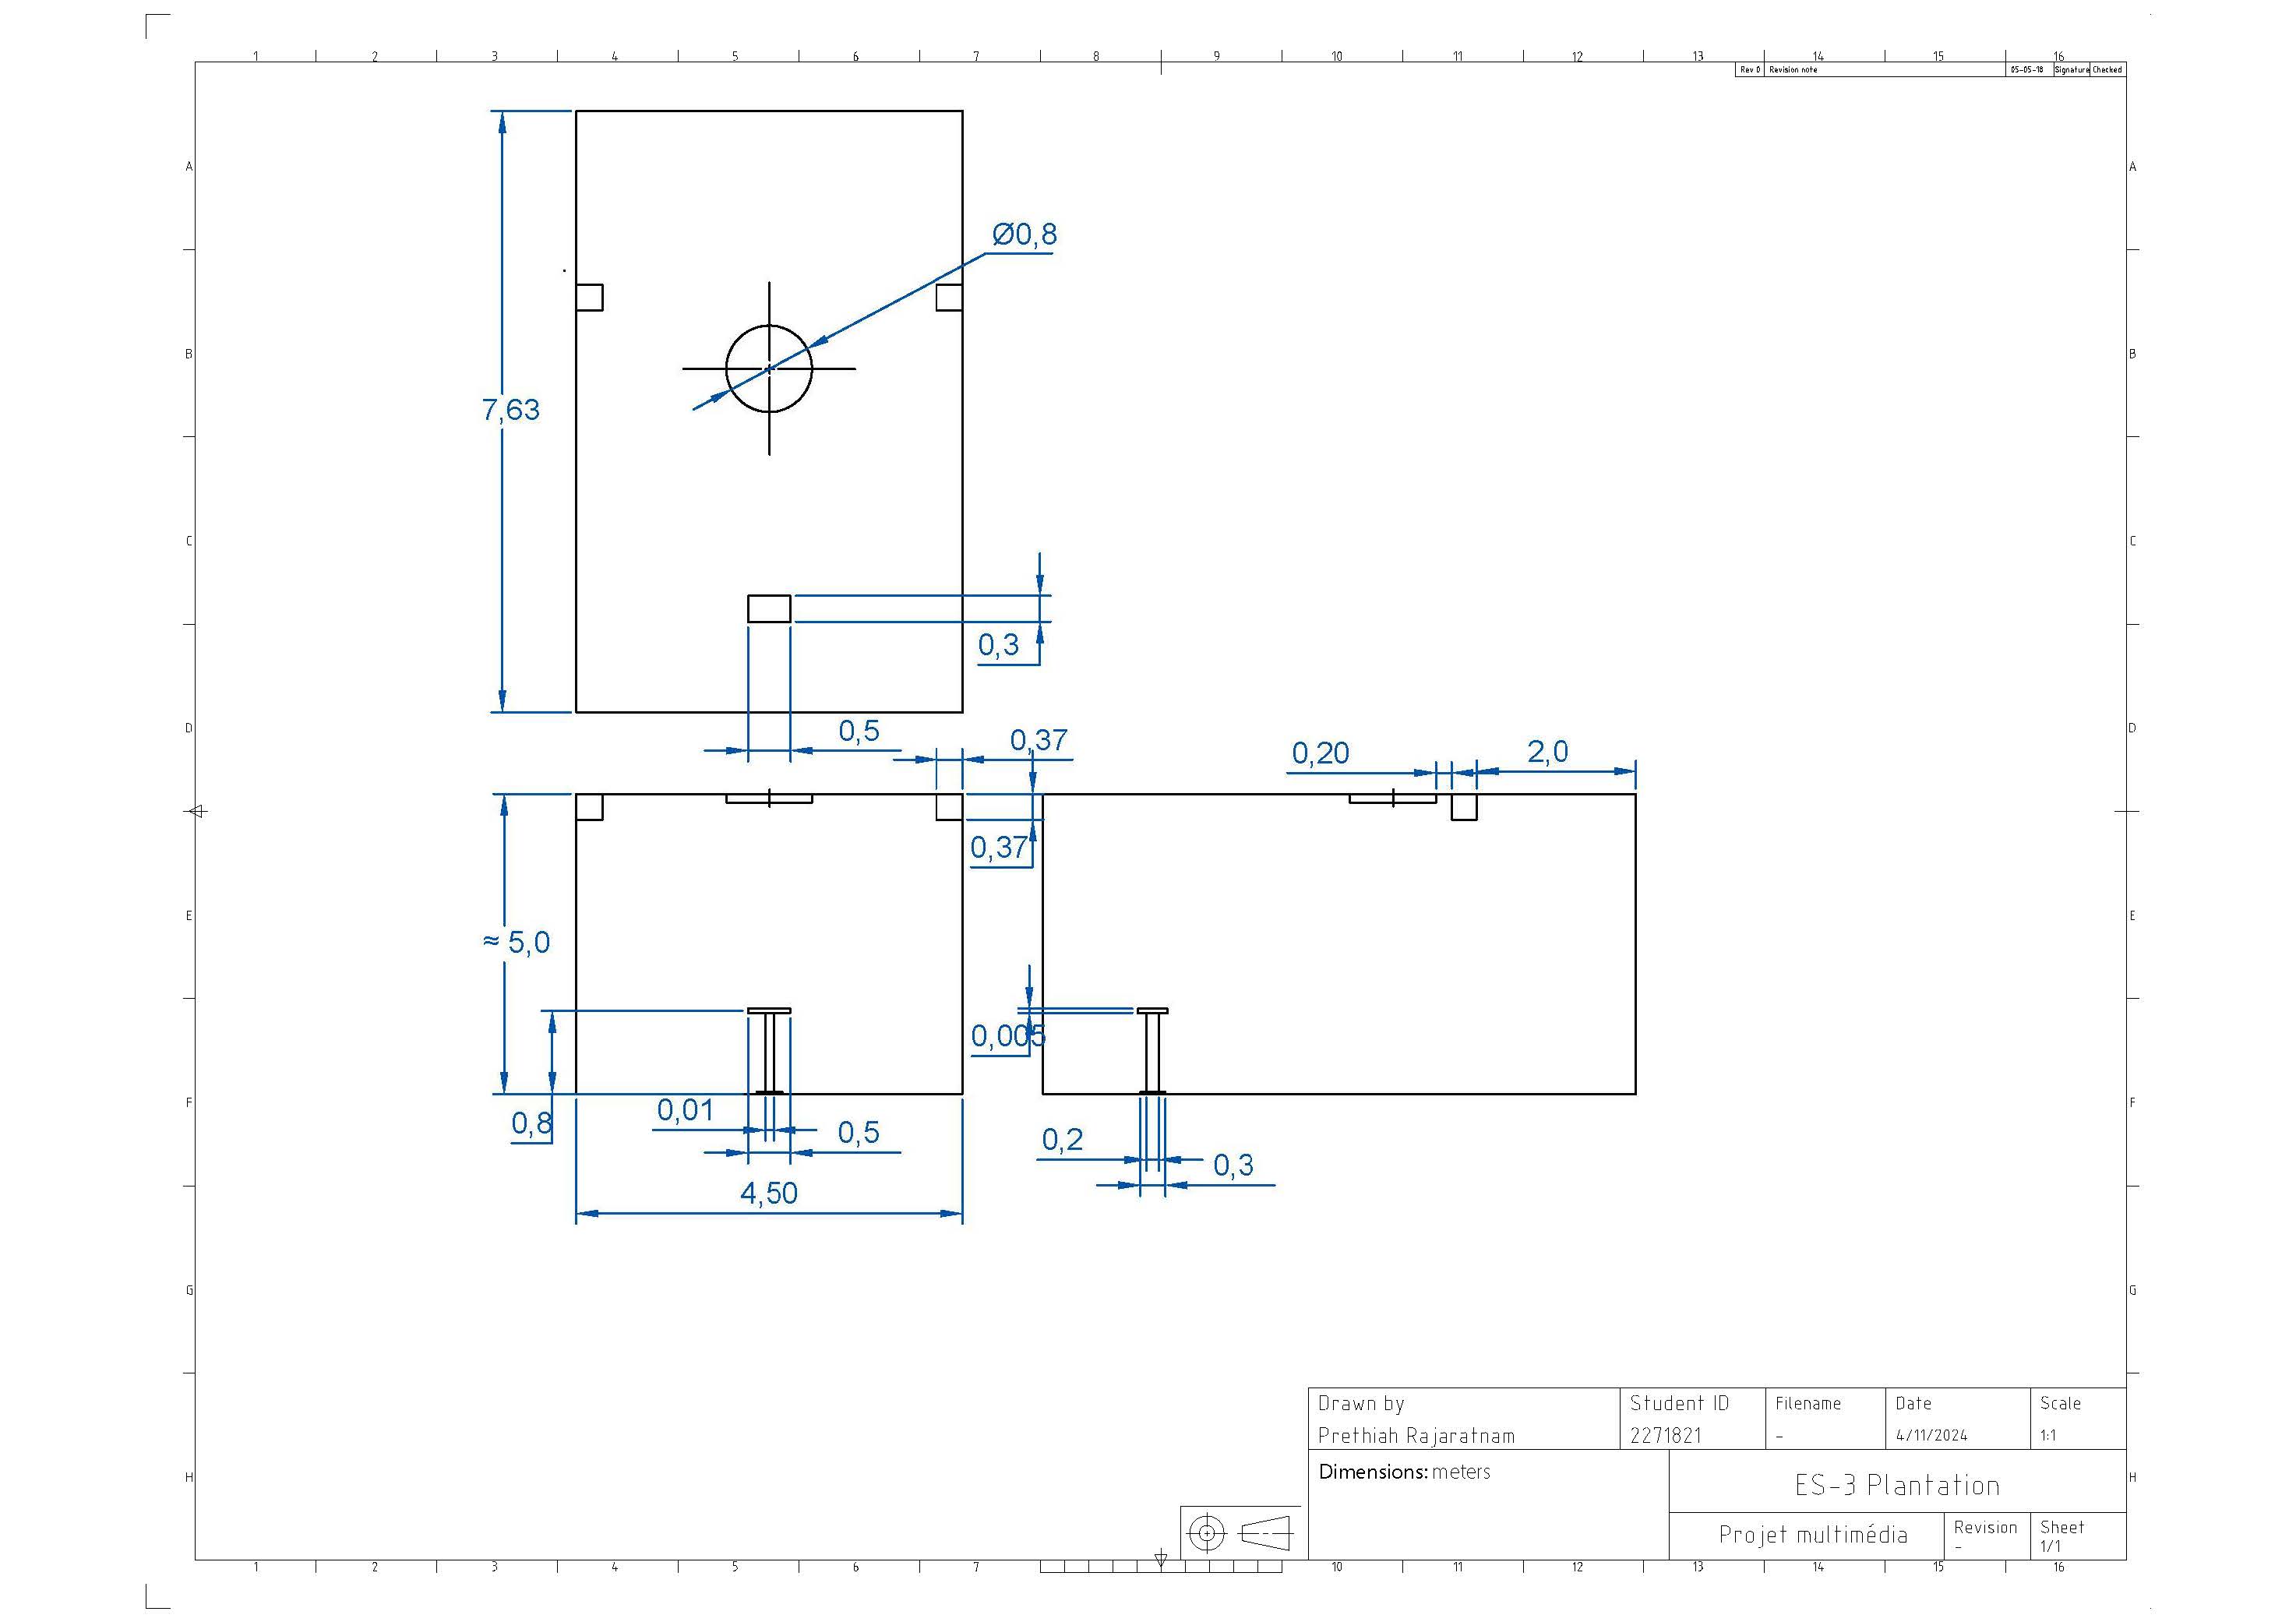 1 2 3 4 5 6 7 8 9 10 11 12 13 14 15 16
Rev 0 Revision note 05-05-18 Signature Checked
A A
Ø0,8
B B
7,63
C C
0,3
D D
0,5 0,37 0,20 2,0
0,37
E E
≈ 5,0
0,005
F F
0,8 0,01 0,5 0,2 0,3
4,50
G G
Drawn by Student ID Filename Date Scale
Prethiah Rajaratnam 2271821 - 4/11/2024 1:1
H H
Dimensions: meters
ES-3 Plantation
Projet multimédia Revision - Sheet 1/1
1 2 3 4 5 6 7 10 11 12 13 14 15 16